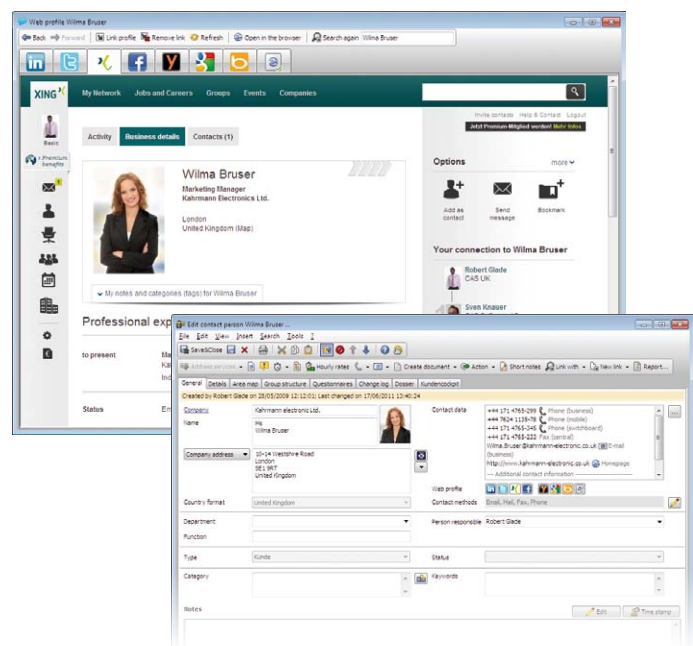 Web profile Wilma Bruser
Back Forward Link profile Remove link Refresh Open in the browser Search again Wilma Bruser
in t f y b
XING My Network Jobs and Careers Groups Events Companies
Invite contacts Help & Contact Logout
Jetzt Premium-Mitglied werden! Mehr Infos
Basic
Premium
benefits
Activity Business details Contacts (1)
Wilma Bruser
Marketing Manager
Kahrmann Electronics Ltd.
London
United Kingdom (Map)
My notes and categories (tags) for Wilma Bruser
Options more
Add as contact
Send message
Bookmark
Your connection to Wilma Bruser
Robert Glade
CAS UK
Sven Knauer
Professional exp
to present Ma
Ka
Ind
Status Em
Edit contact person Wilma Bruser ...
File Edit View Insert Search Tools ?
Save&Close
Address services Hourly rates Create document Action Short notes Link with New link Report...
General Details Area map Group structure Questionnaires Change log Dossier Kundencockpit
Created by Robert Glade on 28/05/2009 12:12:01; Last changed on 17/06/2011 13:40:24
Company Kahrmann electronic Ltd.
Name Ms
Wilma Bruser
Company address 10-14 Westshire Road
London
SE1 9RT
United Kingdom
Country format United Kingdom
Contact data +44 171 4765-299 Phone (business)
+44 7624 1135-78 Phone (mobile)
+44 171 4765-245 Phone (switchboard)
+44 171 4765-222 Fax (central)
Wilma.Bruser@kahrmann-electronic.co.uk E-mail
(business)
http://www.kahrmann-electronic.co.uk Homepage
--- Additional contact information ---
...
Web profile
Contact methods Email, Mail, Fax, Phone
Department
Function
Person responsible Robert Glade
Type Kunde
Status
Category
Keywords
Notes
Edit Time stamp